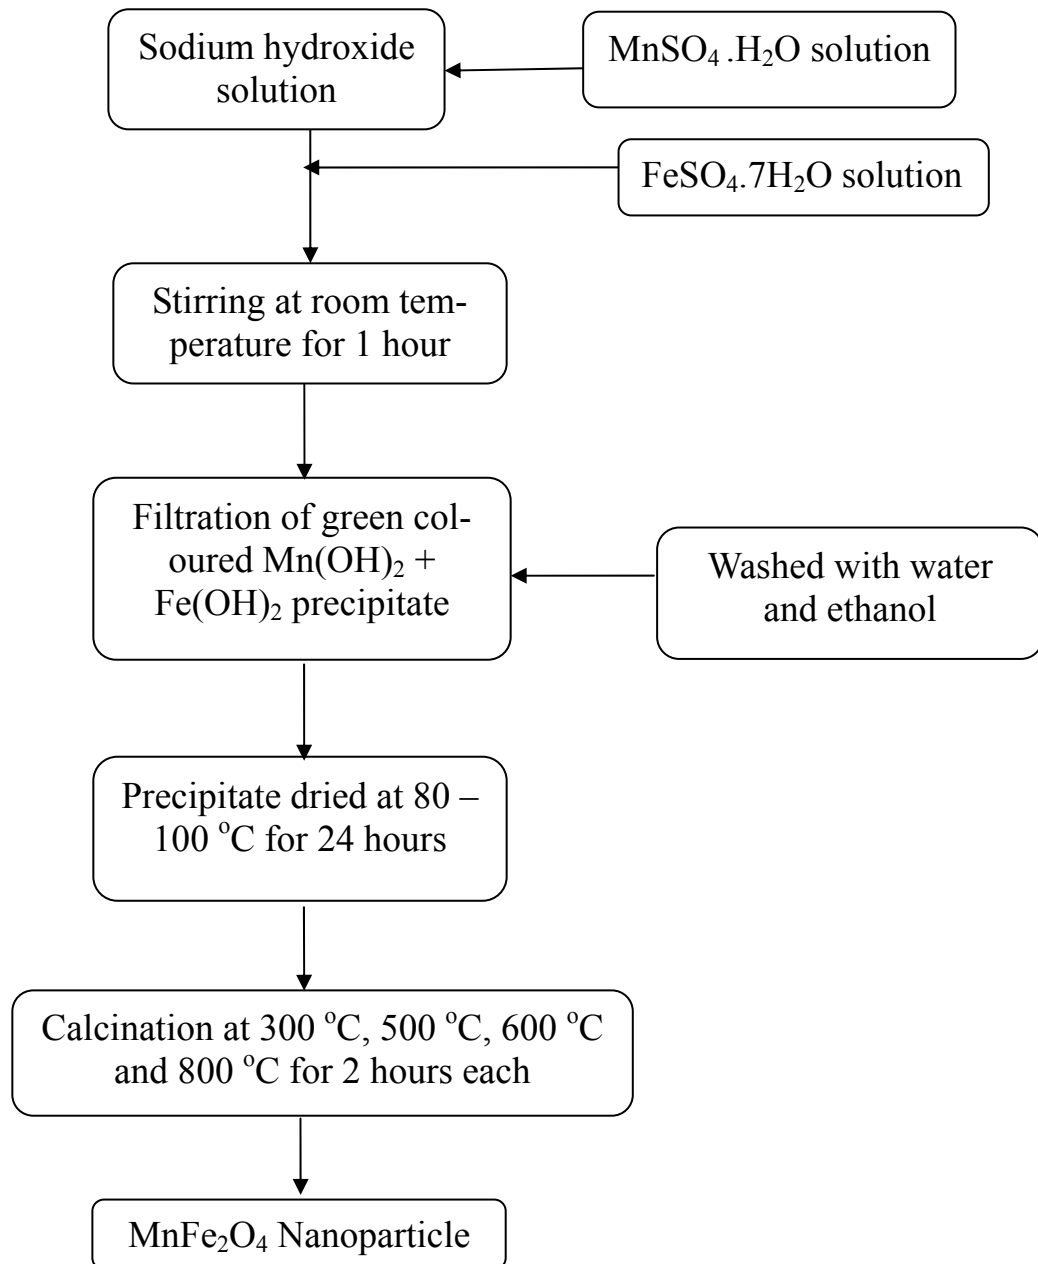 Sodium hydroxide
solution
MnSO₄ .H₂O solution
FeSO₄.7H₂O solution
Stirring at room tem-
perature for 1 hour
Filtration of green col-
oured Mn(OH)₂ +
Fe(OH)₂ precipitate
Washed with water
and ethanol
Precipitate dried at 80 –
100 °C for 24 hours
Calcination at 300 °C, 500 °C, 600 °C
and 800 °C for 2 hours each
MnFe₂O₄ Nanoparticle